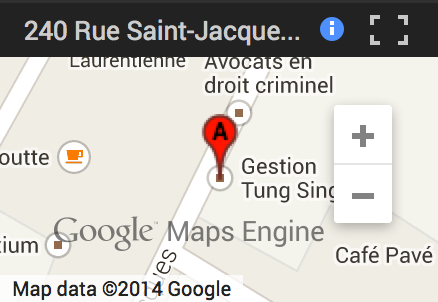 240 Rue Saint-Jacque...
Laurentienne
Avocats en
droit criminel
A
outte
Gestion
Tung Sing
tium
Google Maps Engine
Café Pavé
ques
Map data ©2014 Google